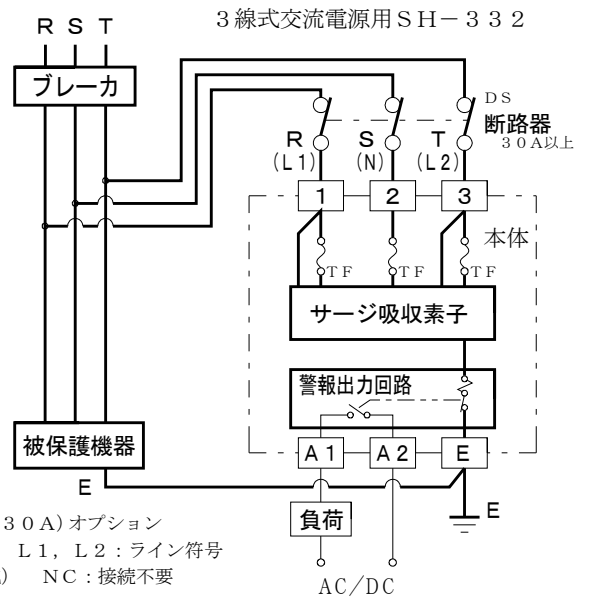 3線式交流電源用SH-332
R S T
ブレーカ
DS
断路器
30A以上
R S T
(L1) (N) (L2)
1 2 3
本体
TF TF TF
サージ吸収素子
警報出力回路
被保護機器
A1 A2 E
E
E
30A)オプション
負荷
L1, L2:ライン符号
) NC:接続不要
AC/DC